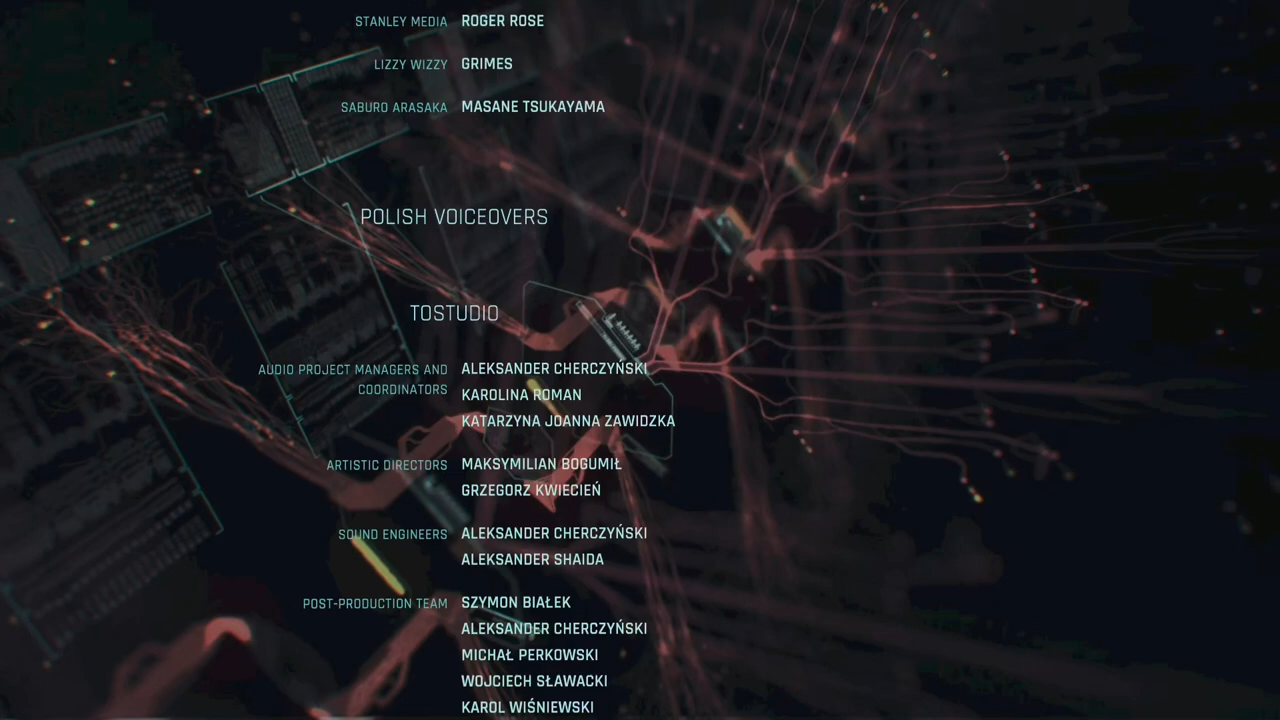 STANLEY MEDIA ROGER ROSE
LIZZY WIZZY GRIMES
SABURO ARASAKA MASANE TSUKAYAMA
POLISH VOICEOVERS
TOSTUDIO
AUDIO PROJECT MANAGERS AND COORDINATORS ALEKSANDER CHERCZYŃSKI
KAROLINA ROMAN
KATARZYNA JOANNA ZAWIDZKA
ARTISTIC DIRECTORS MAKSYMILIAN BOGUMIŁ
GRZEGORZ KWIECIEŃ
SOUND ENGINEERS ALEKSANDER CHERCZYŃSKI
ALEKSANDER SHAIDA
POST-PRODUCTION TEAM SZYMON BIAŁEK
ALEKSANDER CHERCZYŃSKI
MICHAŁ PERKOWSKI
WOJCIECH SŁAWACKI
KAROL WIŚNIEWSKI